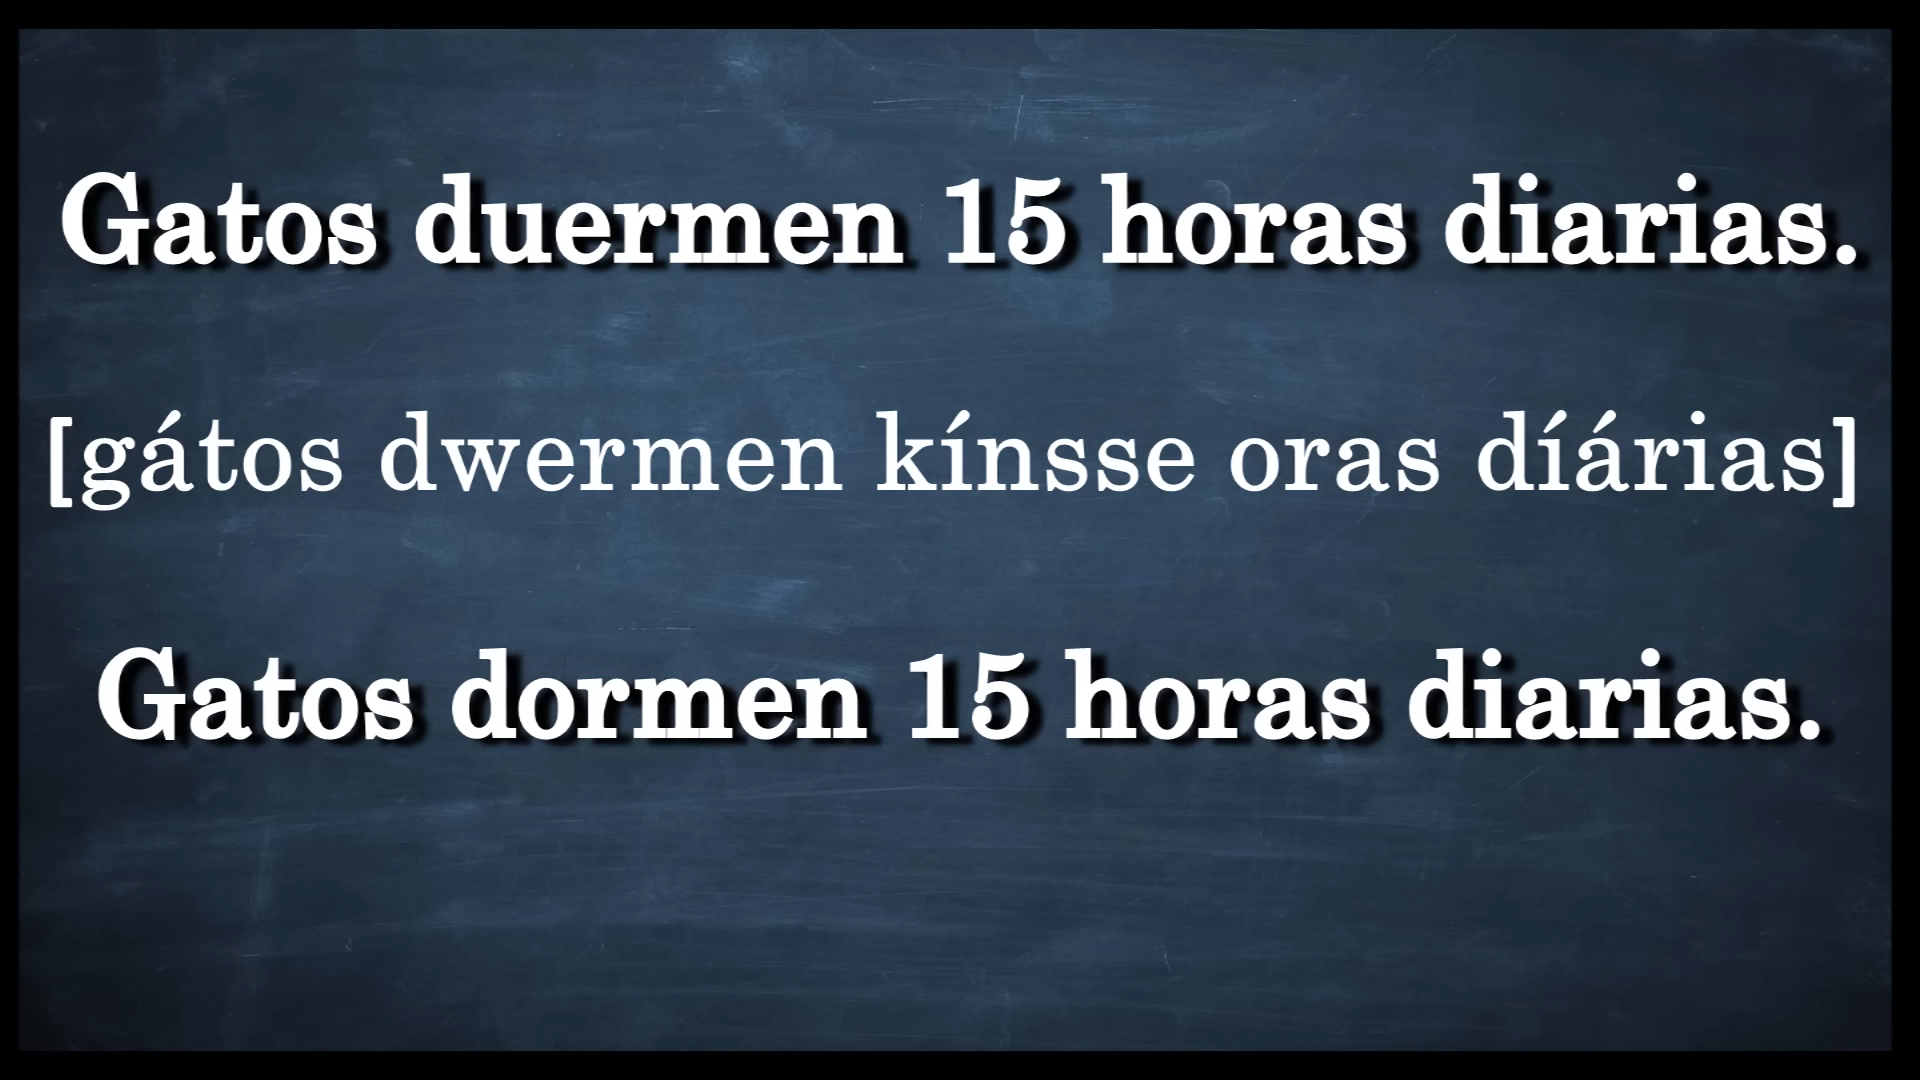 Gatos duermen 15 horas diarias.
[gátos dwermen kínsse oras díárias]
Gatos dormen 15 horas diarias.